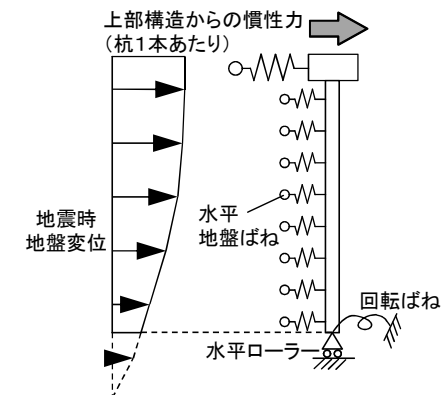 上部構造からの慣性力
(杭1本あたり)
地震時
地盤変位
水平
地盤ばね
回転ばね
水平ローラー